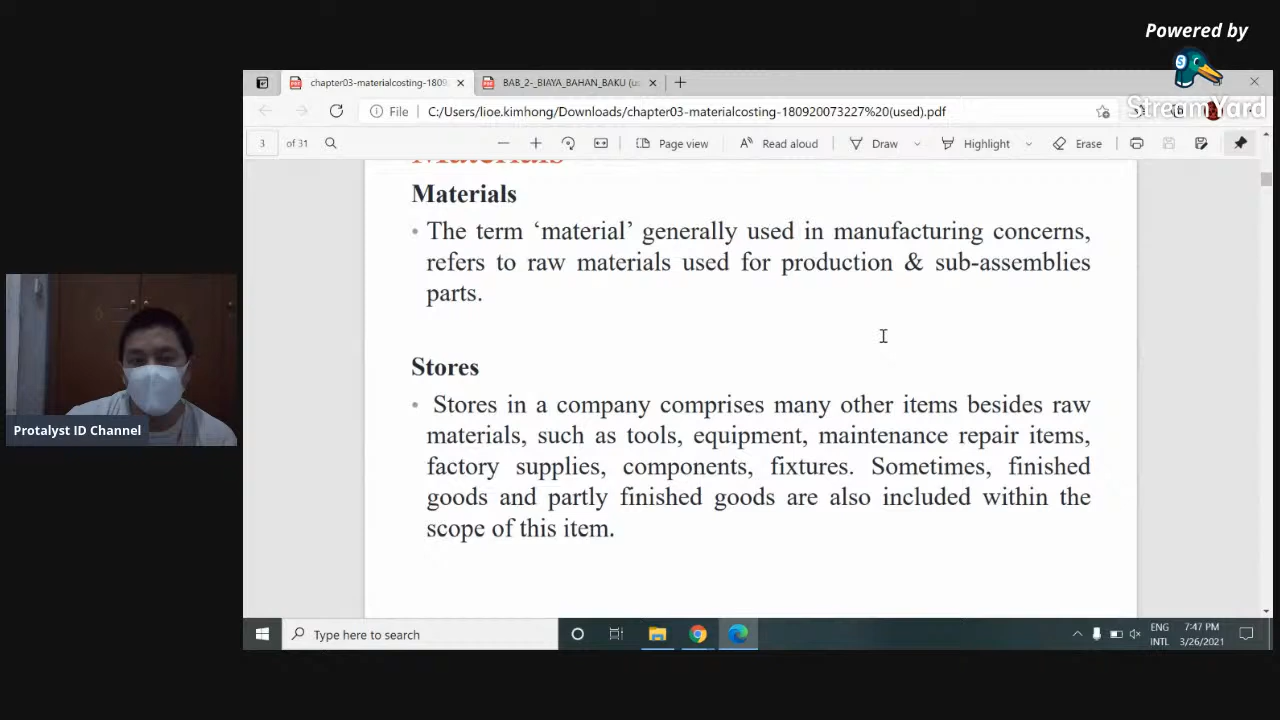 Powered by
StreamYard
chapter03-materialcosting-1809
BAB_2-_BIAYA_BAHAN_BAKU (u
File
C:/Users/lioe.kimhong/Downloads/chapter03-materialcosting-180920073227%20(used).pdf
3 of 31
Page view
Read aloud
Draw
Highlight
Erase
Materials
Materials
• The term ‘material’ generally used in manufacturing concerns,
refers to raw materials used for production & sub-assemblies
parts.
Stores
• Stores in a company comprises many other items besides raw
materials, such as tools, equipment, maintenance repair items,
factory supplies, components, fixtures. Sometimes, finished
goods and partly finished goods are also included within the
scope of this item.
Protalyst ID Channel
Type here to search
ENG
INTL
7:47 PM
3/26/2021